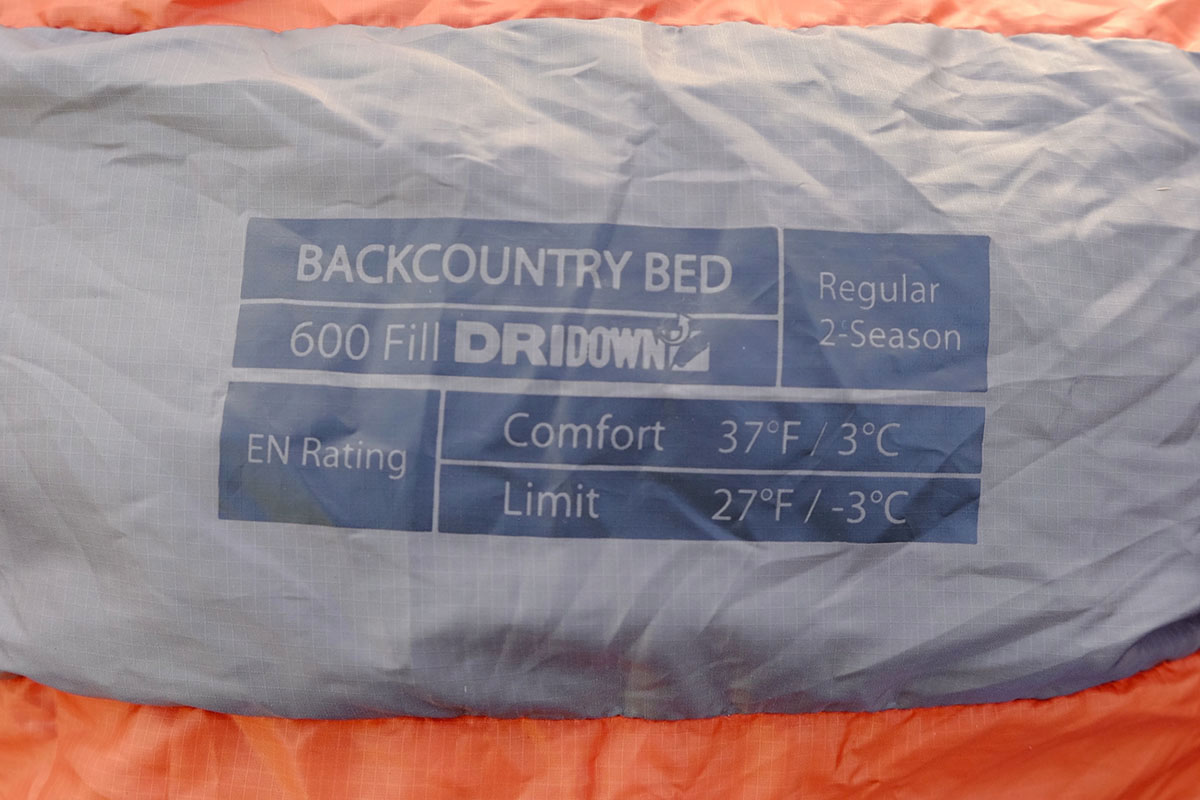 BACKCOUNTRY BED
600 Fill DRIDOWN
Regular
2-Season
EN Rating
Comfort 37°F / 3°C
Limit 27°F / -3°C